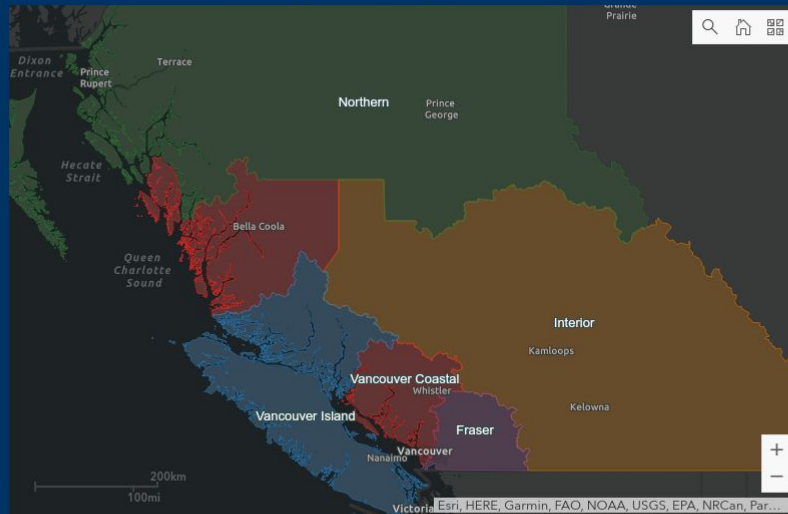 Grande
Prairie
Dixon
Entrance
Prince
Rupert
Terrace
Northern
Prince
George
Hecate
Strait
Bella Coola
Queen
Charlotte
Sound
Interior
Kamloops
Vancouver Coastal
Whistler
Kelowna
Vancouver Island
Fraser
Vancouver
Nanaimo
200km
100mi
Victoria
Esri, HERE, Garmin, FAO, NOAA, USGS, EPA, NRCan, Par...